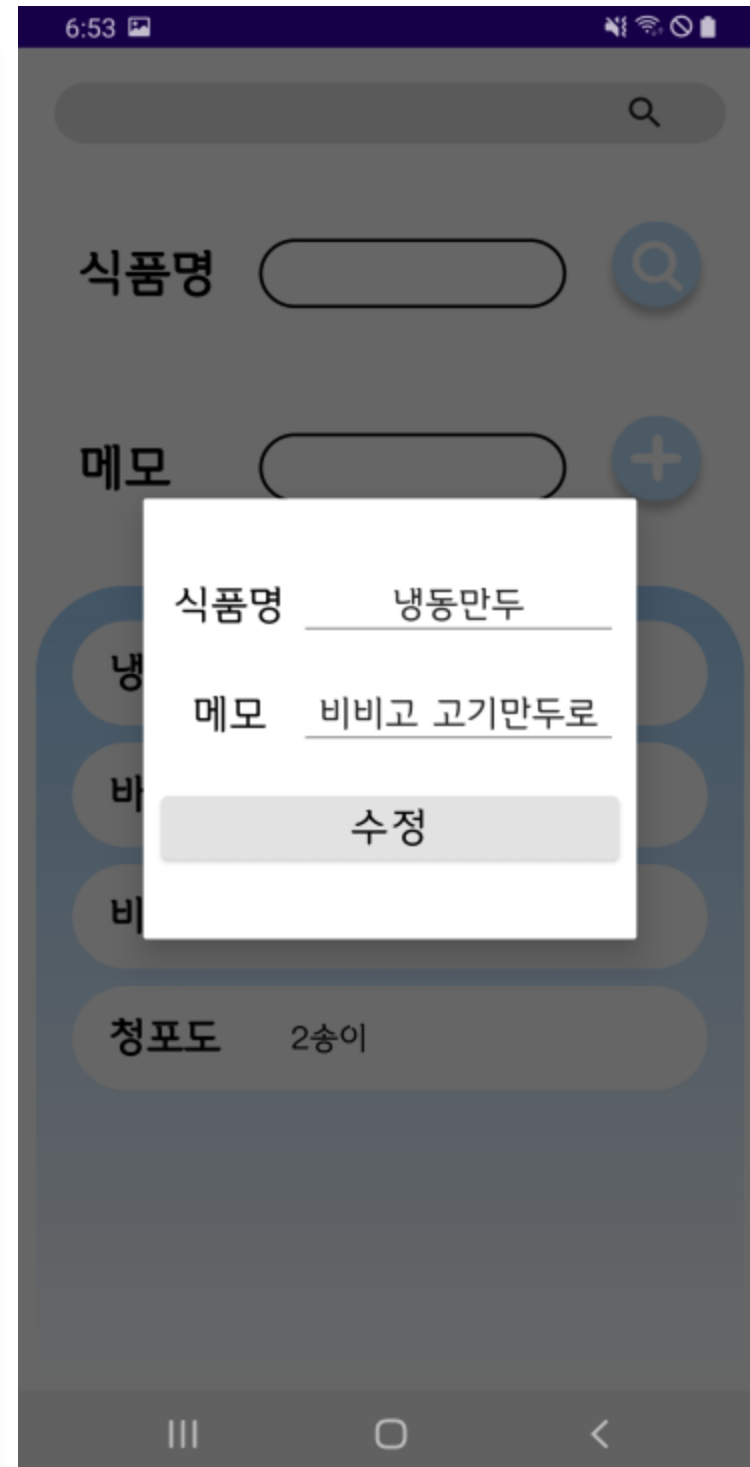 6:53
식품명
메모
식품명 냉동만두
메모 비비고 고기만두로
수정
냉
바
비
청포도 2송이